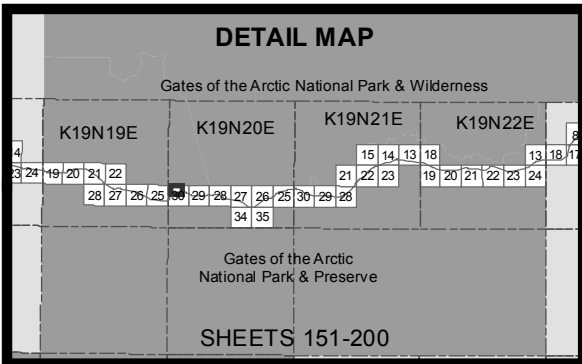 DETAIL MAP
Gates of the Arctic National Park & Wilderness
K19N19E K19N20E K19N21E K19N22E
8
4 15 14 13 18 13 18 17
23 24 19 20 21 22 21 22 23 19 20 21 22 23 24
28 27 26 25 30 29 28 27 26 25 30 29 28
34 35
Gates of the Arctic
National Park & Preserve
SHEETS 151-200